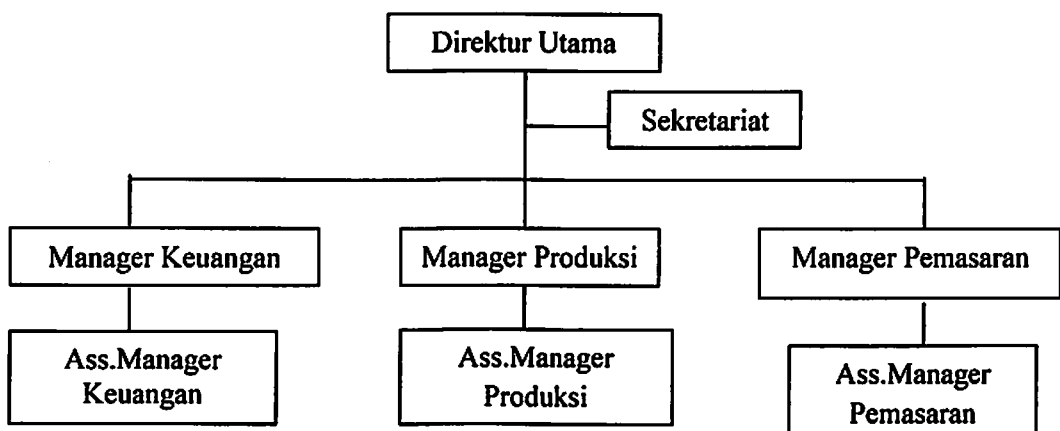 Direktur Utama
Sekretariat
Manager Keuangan
Manager Produksi
Manager Pemasaran
Ass.Manager
Keuangan
Ass.Manager
Produksi
Ass.Manager
Pemasaran